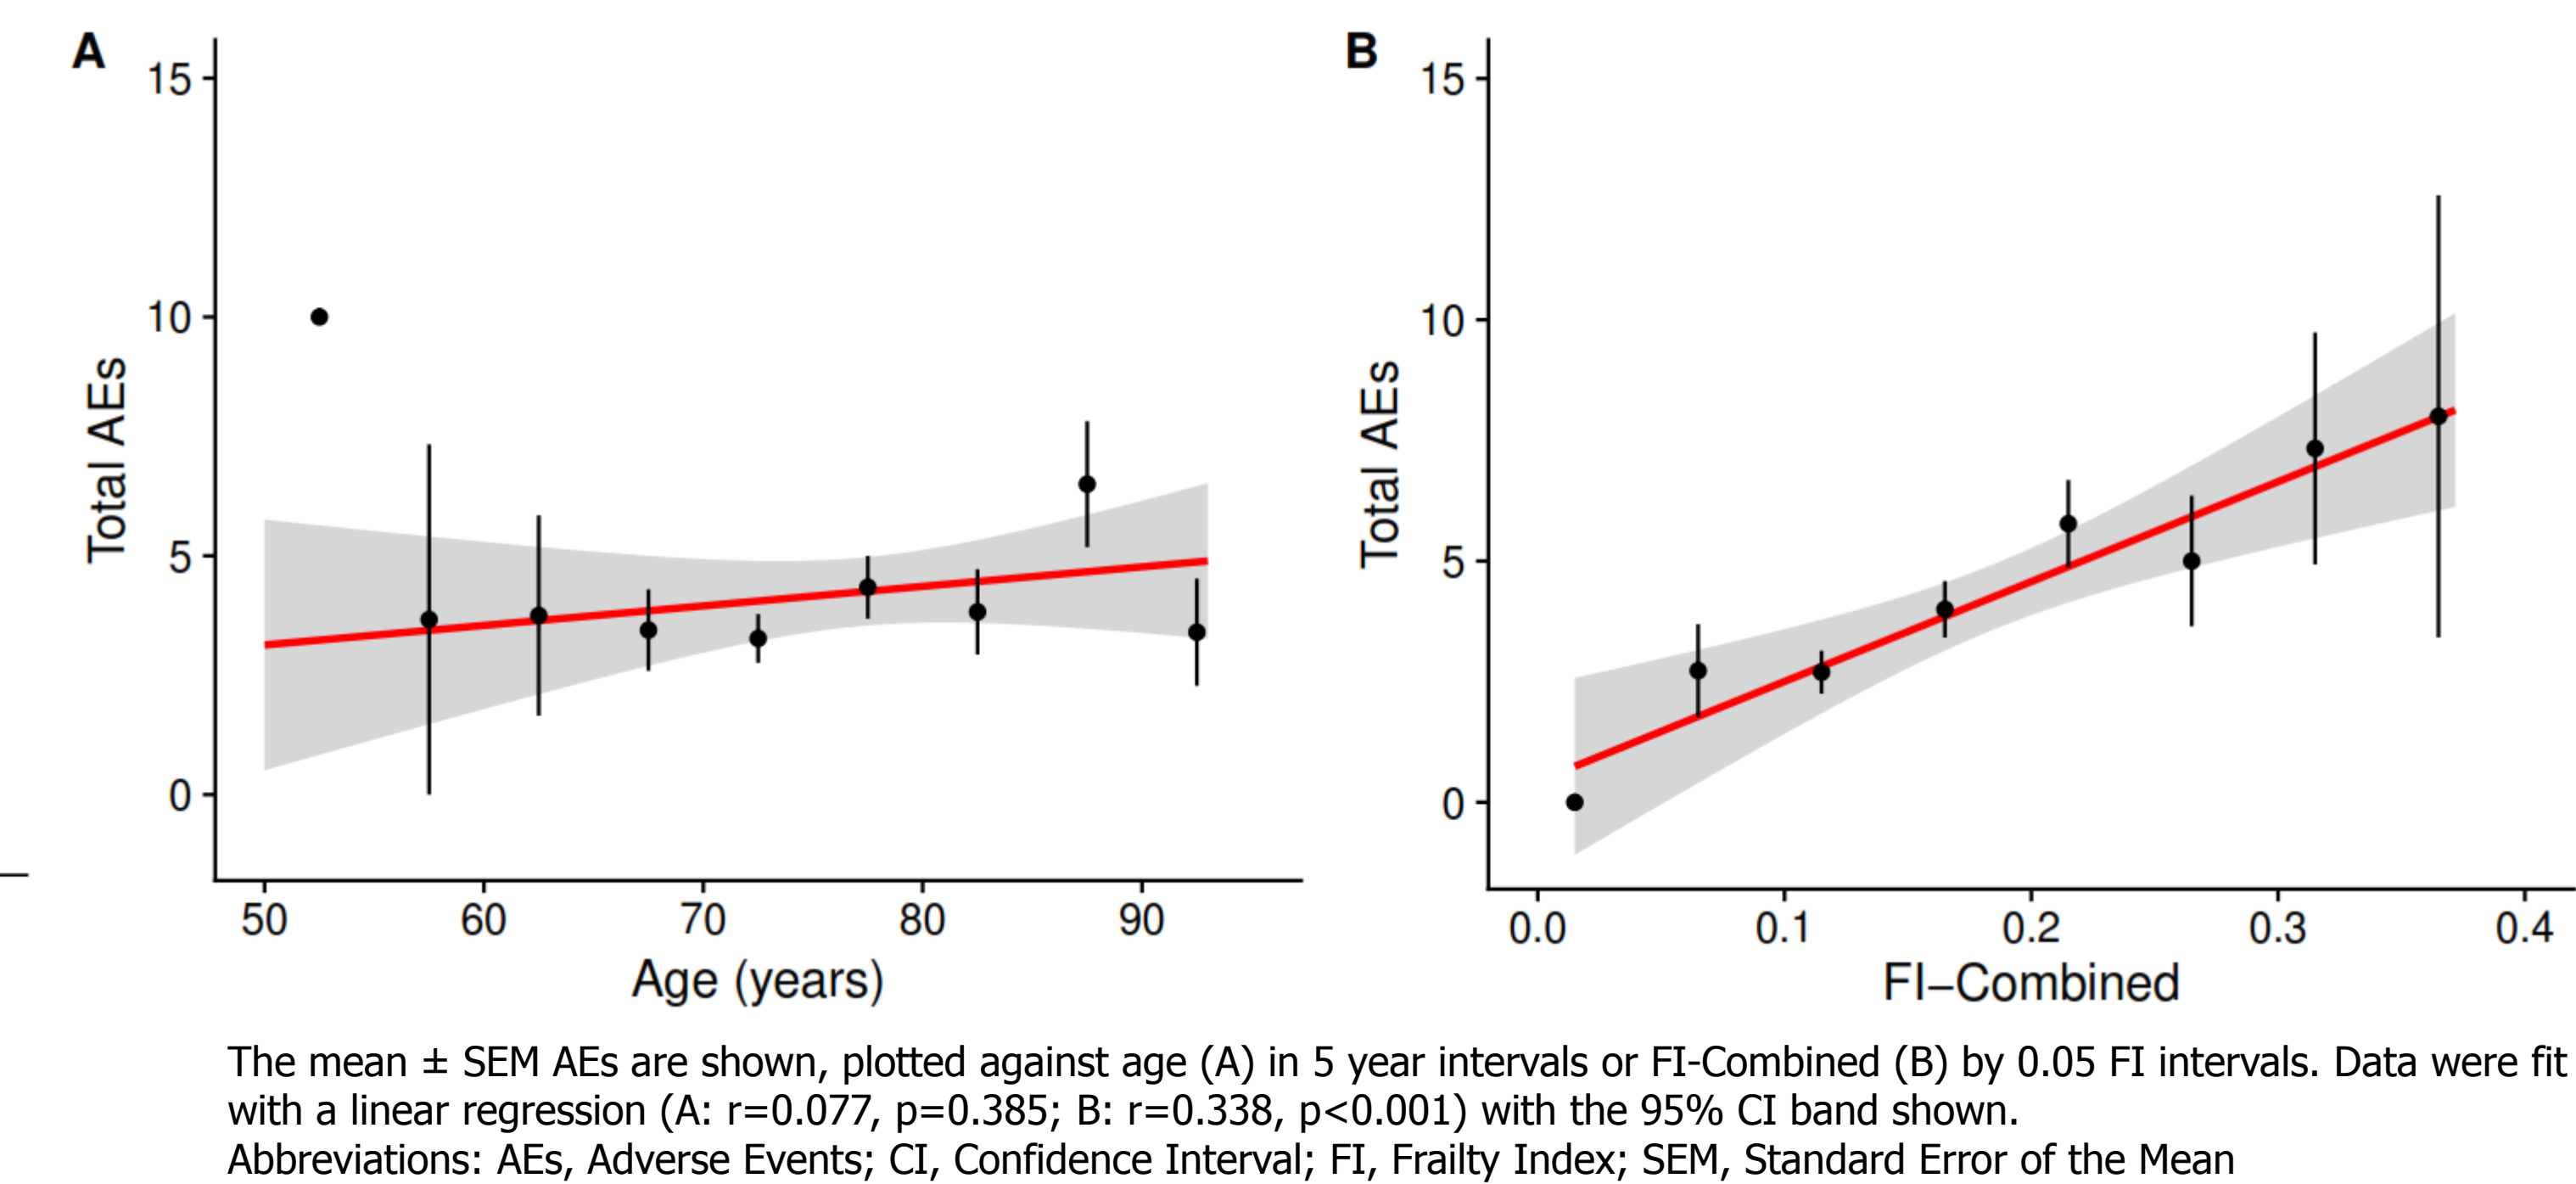 A
B
15
10
5
0
Total AEs
50 60 70 80 90
Age (years)
15
10
5
0
Total AEs
0.0 0.1 0.2 0.3 0.4
FI–Combined
The mean ± SEM AEs are shown, plotted against age (A) in 5 year intervals or FI-Combined (B) by 0.05 FI intervals. Data were fit
with a linear regression (A: r=0.077, p=0.385; B: r=0.338, p<0.001) with the 95% CI band shown.
Abbreviations: AEs, Adverse Events; CI, Confidence Interval; FI, Frailty Index; SEM, Standard Error of the Mean